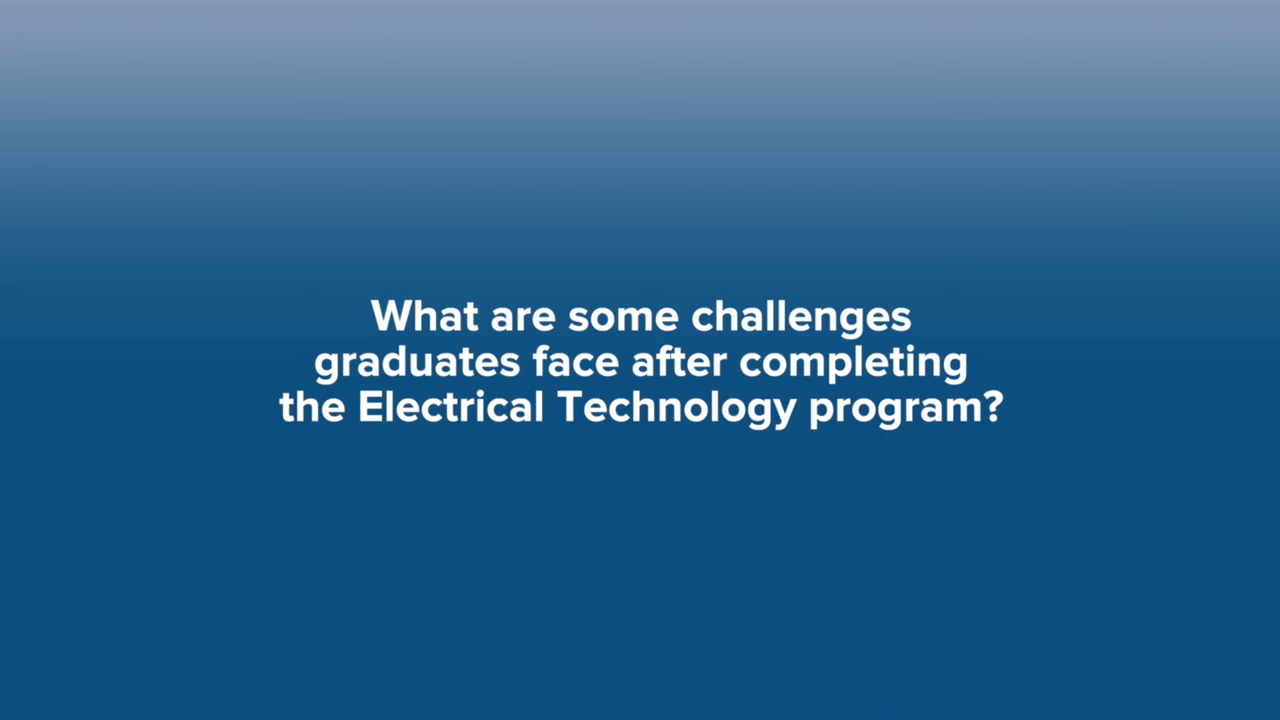 What are some challenges
graduates face after completing
the Electrical Technology program?